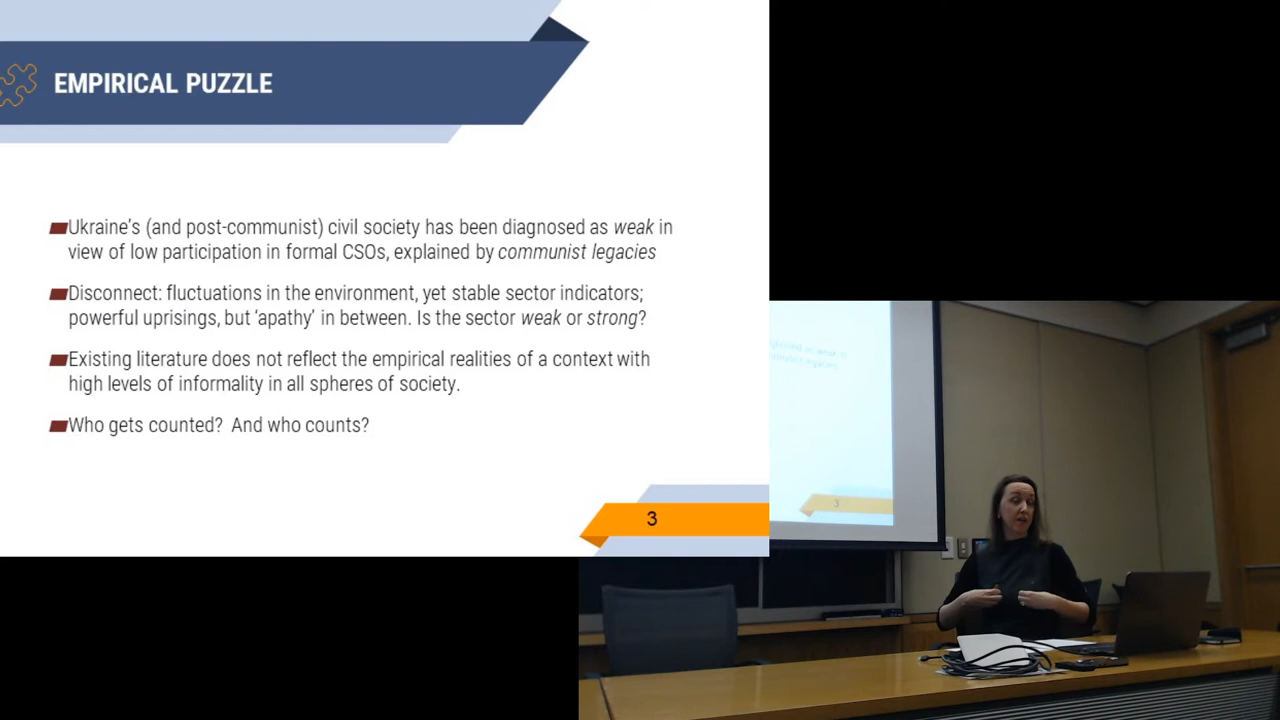 EMPIRICAL PUZZLE
Ukraine's (and post-communist) civil society has been diagnosed as weak in
view of low participation in formal CSOs, explained by communist legacies
Disconnect: fluctuations in the environment, yet stable sector indicators;
powerful uprisings, but 'apathy' in between. Is the sector weak or strong?
Existing literature does not reflect the empirical realities of a context with
high levels of informality in all spheres of society.
Who gets counted?  And who counts?
3
3